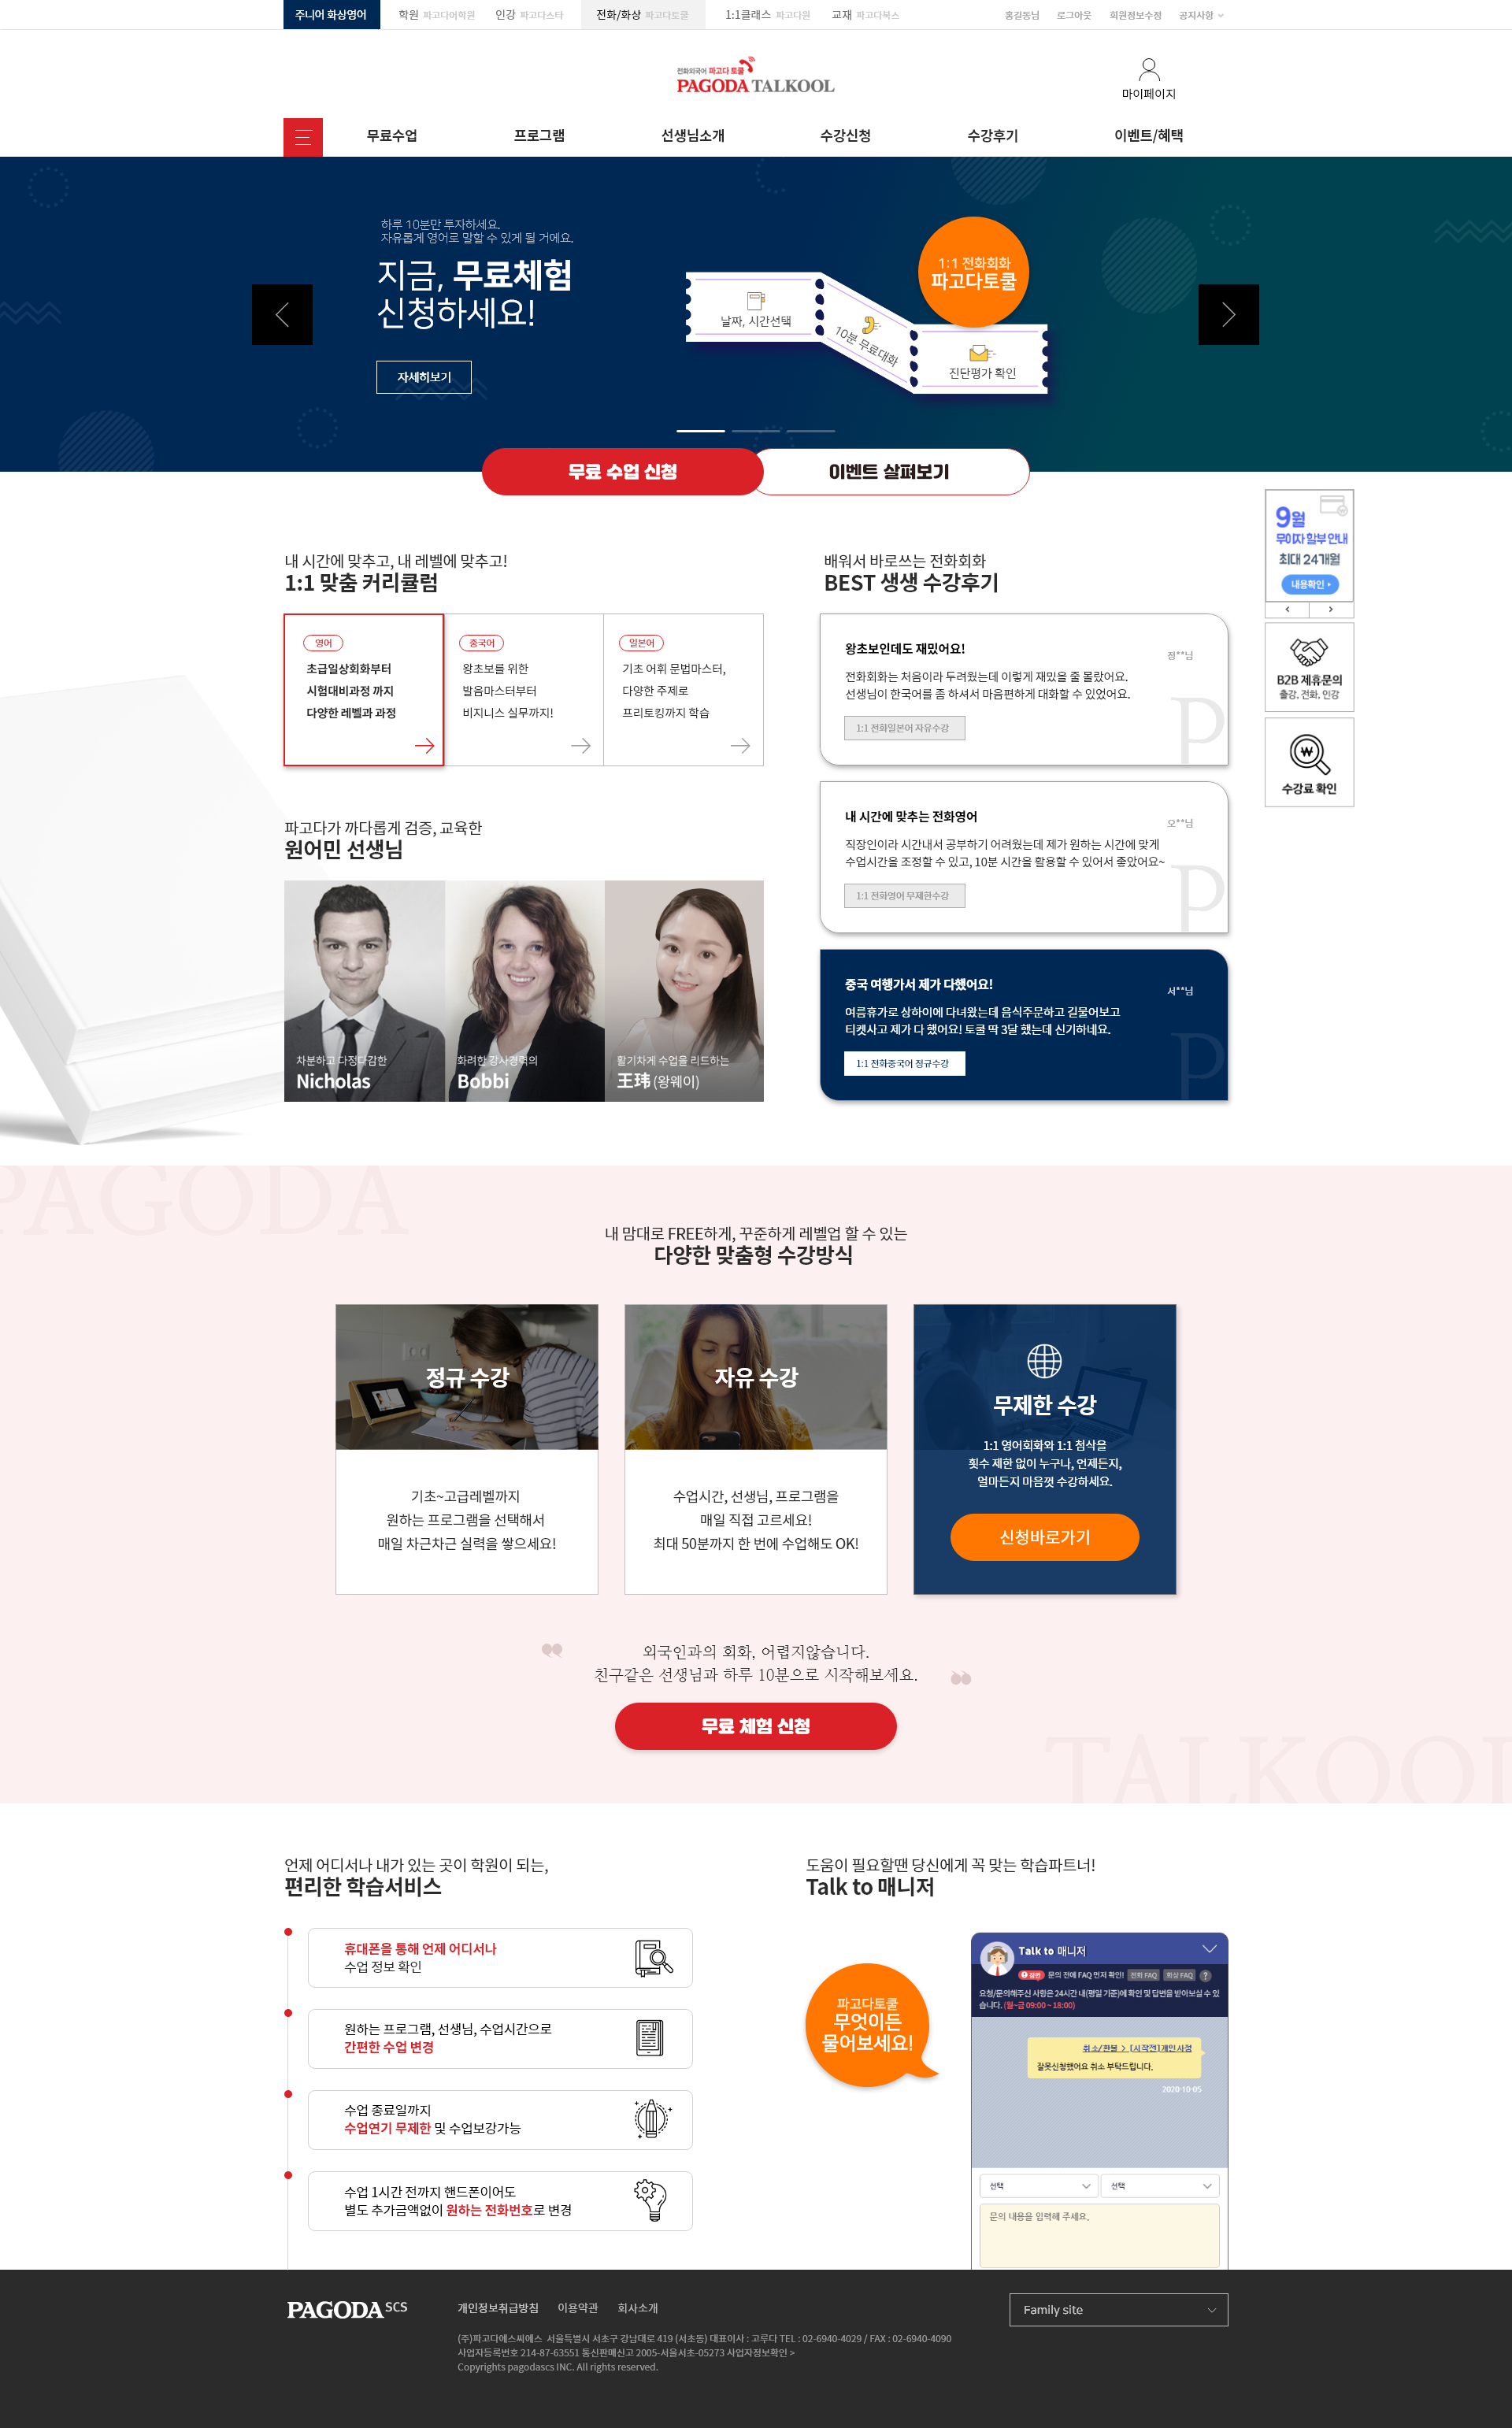 주니어 화상영어 학원 파고다어학원 인강 파고다스타 전화/화상 파고다토쿨 1:1클래스 파고다원 교재 파고다북스 홍길동님 로그아웃 회원정보수정 공지사항
전화외국어 파고다 토쿨
PAGODA TALKOOL
마이페이지
무료수업 프로그램 선생님소개 수강신청 수강후기 이벤트/혜택
하루 10분만 투자하세요.
자유롭게 영어로 말할 수 있게 될 거에요.
지금, 무료체험
신청하세요!
자세히보기
날짜, 시간선택
10분 무료대화
진단평가 확인
1:1 전화회화
파고다토쿨
무료 수업 신청
이벤트 살펴보기
9월
무이자 할부 안내
최대 24개월
내용확인
B2B 제휴문의
출강, 전화, 인강
수강료 확인
내 시간에 맞추고, 내 레벨에 맞추고!
1:1 맞춤 커리큘럼
영어
초급일상회화부터
시험대비과정 까지
다양한 레벨과 과정
중국어
왕초보를 위한
발음마스터부터
비지니스 실무까지!
일본어
기초 어휘 문법마스터,
다양한 주제로
프리토킹까지 학습
파고다가 까다롭게 검증, 교육한
원어민 선생님
차분하고 다정다감한
Nicholas
화려한 강사경력의
Bobbi
활기차게 수업을 리드하는
王玮 (왕웨이)
배워서 바로쓰는 전화회화
BEST 생생 수강후기
왕초보인데도 재밌어요!
점**님
전화회화는 처음이라 두려웠는데 이렇게 재밌을 줄 몰랐어요.
선생님이 한국어를 좀 하셔서 마음편하게 대화할 수 있었어요.
1:1 전화일본어 자유수강
P
내 시간에 맞추는 전화영어
오**님
직장인이라 시간내서 공부하기 어려웠는데 제가 원하는 시간에 맞게
수업시간을 조정할 수 있고, 10분 시간을 활용할 수 있어서 좋았어요~
1:1 전화영어 무제한수강
P
중국 여행가서 제가 다했어요!
서**님
여름휴가로 상하이에 다녀왔는데 음식주문하고 길물어보고
티켓사고 제가 다 했어요! 토쿨 딱 3달 했는데 신기하네요.
1:1 전화중국어 정규수강
P
PAGODA
내 맘대로 FREE하게, 꾸준하게 레벨업 할 수 있는
다양한 맞춤형 수강방식
정규 수강
기초~고급레벨까지
원하는 프로그램을 선택해서
매일 차근차근 실력을 쌓으세요!
자유 수강
수업시간, 선생님, 프로그램을
매일 직접 고르세요!
최대 50분까지 한 번에 수업해도 OK!
무제한 수강
1:1 영어회화와 1:1 첨삭을
횟수 제한 없이 누구나, 언제든지,
얼마든지 마음껏 수강하세요.
신청바로가기
외국인과의 회화, 어렵지않습니다.
친구같은 선생님과 하루 10분으로 시작해보세요.
무료 체험 신청
TALKOOL
언제 어디서나 내가 있는 곳이 학원이 되는,
편리한 학습서비스
휴대폰을 통해 언제 어디서나
수업 정보 확인
원하는 프로그램, 선생님, 수업시간으로
간편한 수업 변경
수업 종료일까지
수업연기 무제한 및 수업보강가능
수업 1시간 전까지 핸드폰이어도
별도 추가금액없이 원하는 전화번호로 변경
도움이 필요할땐 당신에게 꼭 맞는 학습파트너!
Talk to 매니저
파고다토쿨
무엇이든
물어보세요!
Talk to 매니저
잠깐! 문의 전에 FAQ 먼저 확인! 전화 FAQ 화상 FAQ ?
요청/문의해주신 사항은 24시간 내(평일 기준)에 확인 및 답변을 받아보실 수 있
습니다. (월~금 09:00 ~ 18:00)
취소/환불 > [시작전]개인사정
잘못신청했어요 취소 부탁드립니다.
2020-10-05
선택 선택
문의 내용을 입력해 주세요.
PAGODA SCS
개인정보취급방침 이용약관 회사소개
Family site
(주)파고다에스씨에스 서울특별시 서초구 강남대로 419 (서초동) 대표이사 : 고루다 TEL : 02-6940-4029 / FAX : 02-6940-4090
사업자등록번호 214-87-63551 통신판매신고 2005-서울서초-05273 사업자정보확인 >
Copyrights pagodascs INC. All rights reserved.